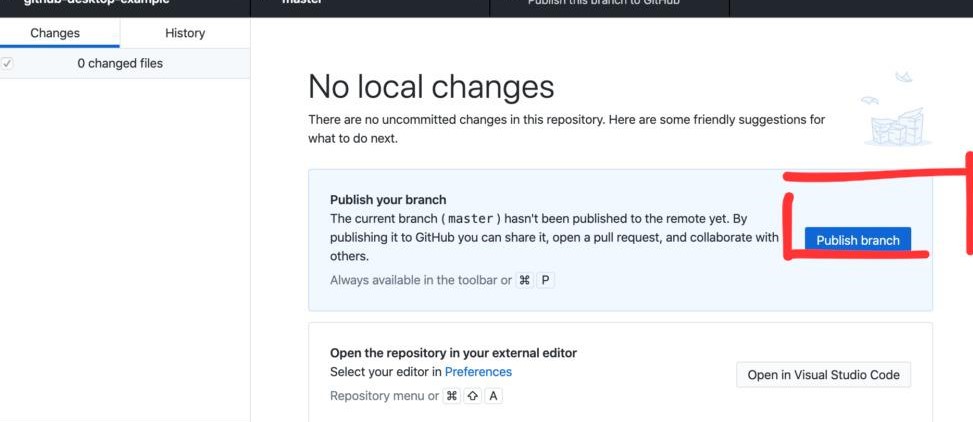 github-desktop-example
master
Publish this branch to GitHub
Changes
History
0 changed files
No local changes
There are no uncommitted changes in this repository. Here are some friendly suggestions for
what to do next.
Publish your branch
The current branch (master) hasn't been published to the remote yet. By
publishing it to GitHub you can share it, open a pull request, and collaborate with
others.
Always available in the toolbar or ⌘ P
Publish branch
Open the repository in your external editor
Select your editor in Preferences
Repository menu or ⌘ ⇧ A
Open in Visual Studio Code